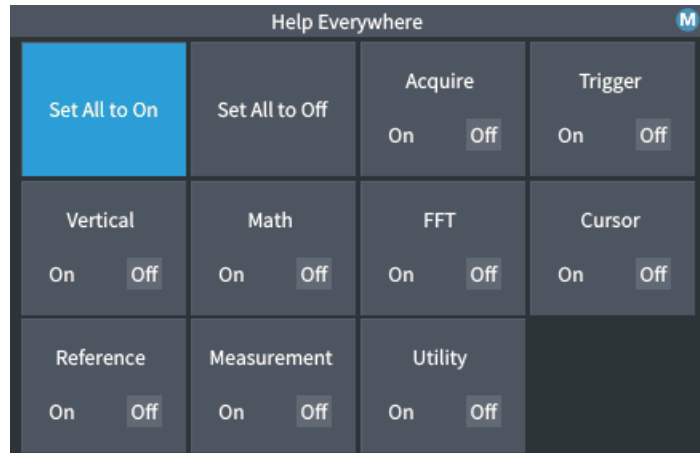 Help Everywhere M
Set All to On
Set All to Off
Acquire
On Off
Trigger
On Off
Vertical
On Off
Math
On Off
FFT
On Off
Cursor
On Off
Reference
On Off
Measurement
On Off
Utility
On Off